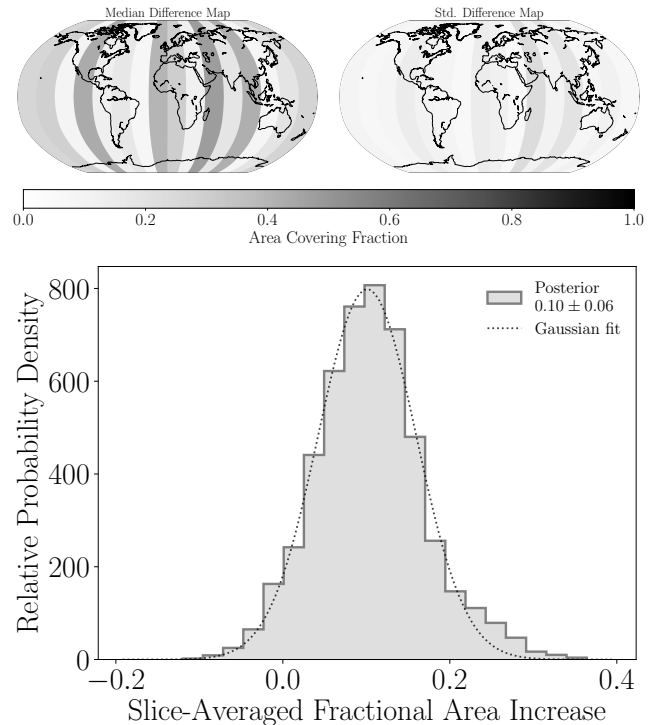 Median Difference Map
Std. Difference Map
0.0 0.2 0.4 0.6 0.8 1.0
Area Covering Fraction
Relative Probability Density
800
600
400
200
0
Posterior
0.10 ± 0.06
Gaussian fit
−0.2 0.0 0.2 0.4
Slice-Averaged Fractional Area Increase